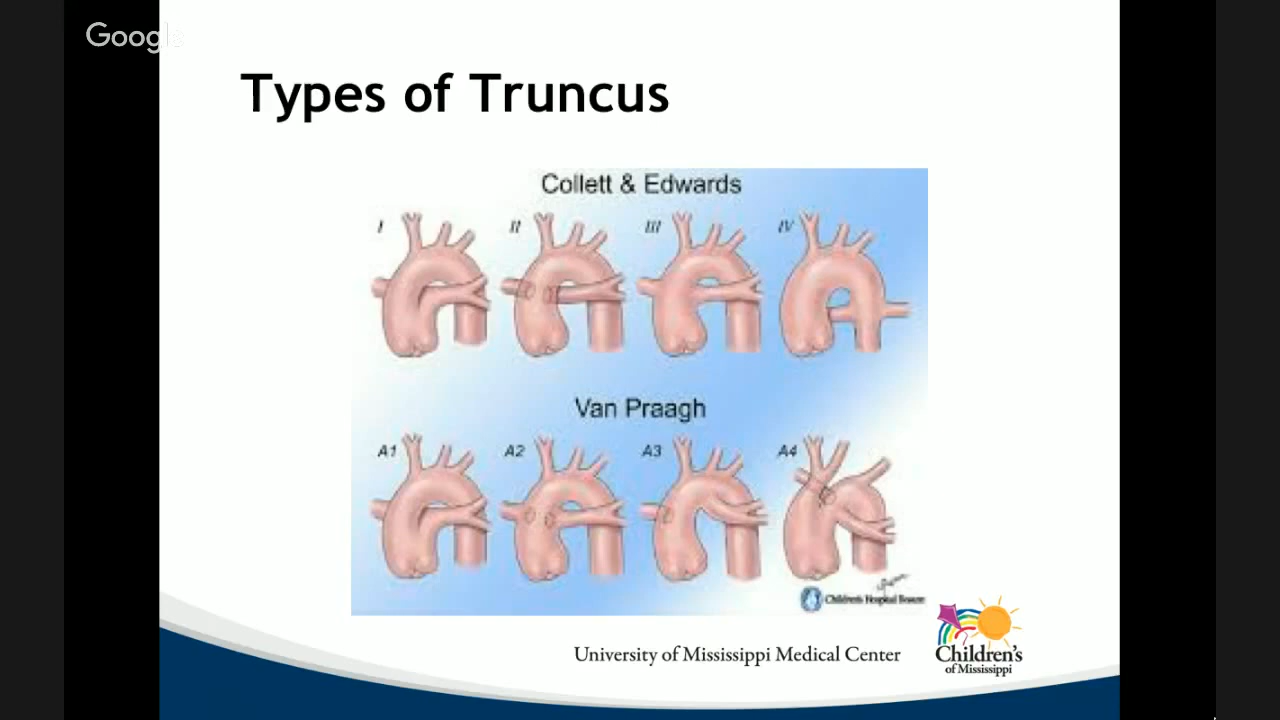 Google
Types of Truncus
Collett & Edwards
I II III IV
Van Praagh
A1 A2 A3 A4
Children's Hospital Boston
University of Mississippi Medical Center
Children's
of Mississippi